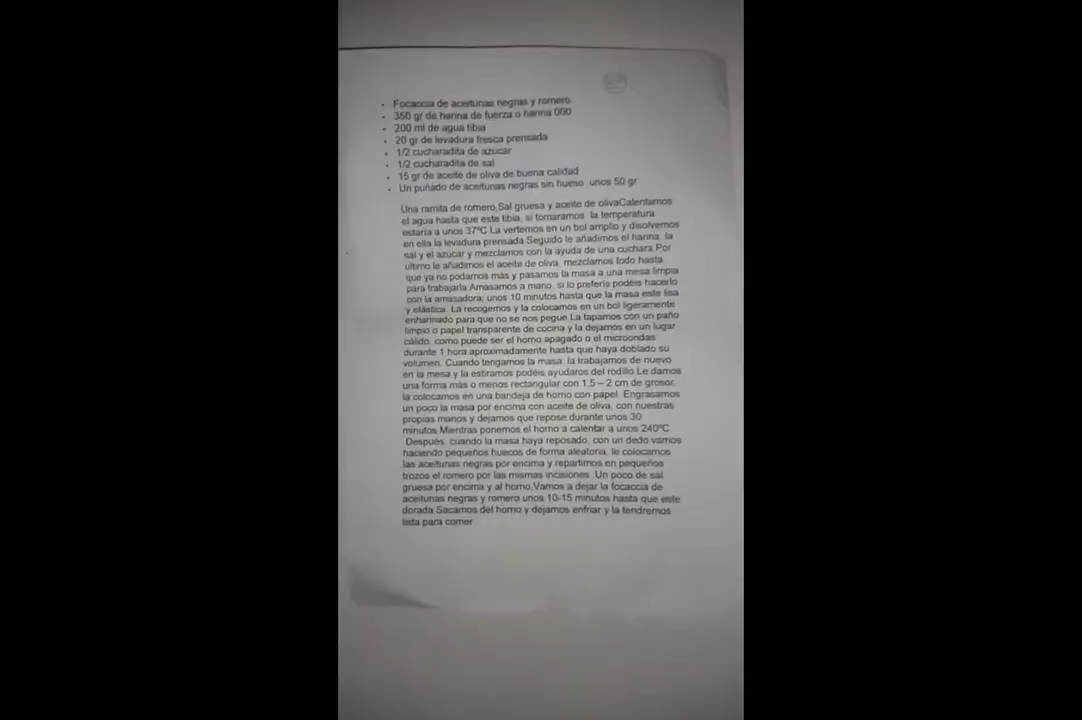 • Focaccia de aceitunas negras y romero
• 350 gr de harina de fuerza o harina 000
• 200 ml de agua tibia
• 20 gr de levadura fresca prensada
• 1/2 cucharadita de azúcar
• 1/2 cucharadita de sal
• 15 gr de aceite de oliva de buena calidad
• Un puñado de aceitunas negras sin hueso unos 50 gr
Una ramita de romero,Sal gruesa y aceite de olivaCalentamos
el agua hasta que este tibia, si tomaramos la temperatura
estaría a unos 37ºC La vertemos en un bol amplio y disolvemos
en ella la levadura prensada Seguido le añadimos el harina, la
sal y el azúcar y mezclamos con la ayuda de una cuchara.Por
ultimo le añadimos el aceite de oliva, mezclamos todo hasta
que ya no podamos más y pasamos la masa a una mesa limpia
para trabajarla.Amasamos a mano, si lo preferís podéis hacerlo
con la amasadora, unos 10 minutos hasta que la masa este lisa
y elástica. La recogemos y la colocamos en un bol ligeramente
enharinado para que no se nos pegue.La tapamos con un paño
limpio o papel transparente de cocina y la dejamos en un lugar
cálido, como puede ser el horno apagado o el microondas
durante 1 hora aproximadamente hasta que haya doblado su
volumen. Cuando tengamos la masa, la trabajamos de nuevo
en la mesa y la estiramos podéis ayudaros del rodillo.Le damos
una forma más o menos rectangular con 1,5 – 2 cm de grosor,
la colocamos en una bandeja de horno con papel. Engrasamos
un poco la masa por encima con aceite de oliva, con nuestras
propias manos y dejamos que repose durante unos 30
minutos.Mientras ponemos el horno a calentar a unos 240ºC
Después, cuando la masa haya reposado, con un dedo vamos
haciendo pequeños huecos de forma aleatoria, le colocamos
las aceitunas negras por encima y repartimos en pequeños
trozos el romero por las mismas incisiones. Un poco de sal
gruesa por encima y al horno.Vamos a dejar la focaccia de
aceitunas negras y romero unos 10-15 minutos hasta que este
dorada.Sacamos del horno y dejamos enfriar y la tendremos
lista para comer